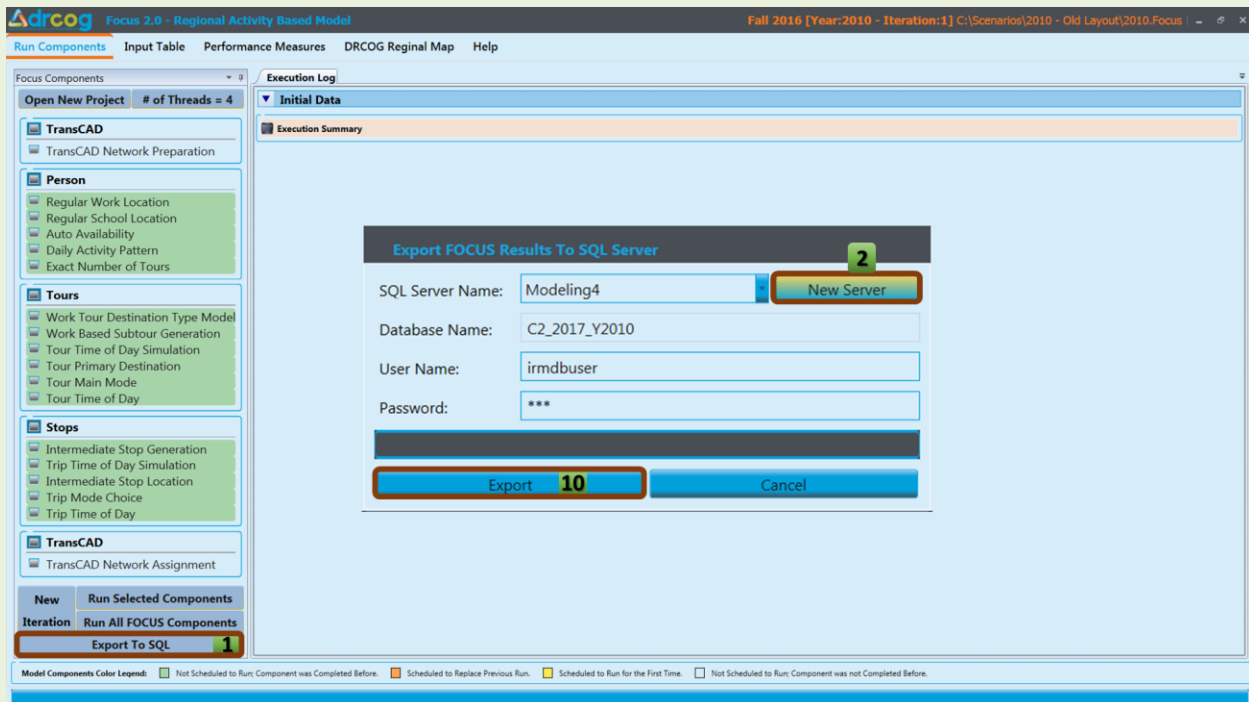 drcog Focus 2.0 - Regional Activity Based Model
Fall 2016 [Year:2010 - Iteration:1] C:\Scenarios\2010 - Old Layout\2010.Focus
Run Components Input Table Performance Measures DRCOG Reginal Map Help
Focus Components
Execution Log
Open New Project # of Threads = 4
Initial Data
Execution Summary
TransCAD
TransCAD Network Preparation
Person
Regular Work Location
Regular School Location
Auto Availability
Daily Activity Pattern
Exact Number of Tours
Tours
Work Tour Destination Type Model
Work Based Subtour Generation
Tour Time of Day Simulation
Tour Primary Destination
Tour Main Mode
Tour Time of Day
Stops
Intermediate Stop Generation
Trip Time of Day Simulation
Intermediate Stop Location
Trip Mode Choice
Trip Time of Day
TransCAD
TransCAD Network Assignment
New Iteration
Run Selected Components
Run All FOCUS Components
Export To SQL 1
Export FOCUS Results To SQL Server
2
SQL Server Name: Modeling4 New Server
Database Name: C2_2017_Y2010
User Name: irmdbuser
Password: ***
Export 10 Cancel
Model Components Color Legend: Not Scheduled to Run; Component was Completed Before. Scheduled to Replace Previous Run. Scheduled to Run for the First Time. Not Scheduled to Run; Component was not Completed Before.